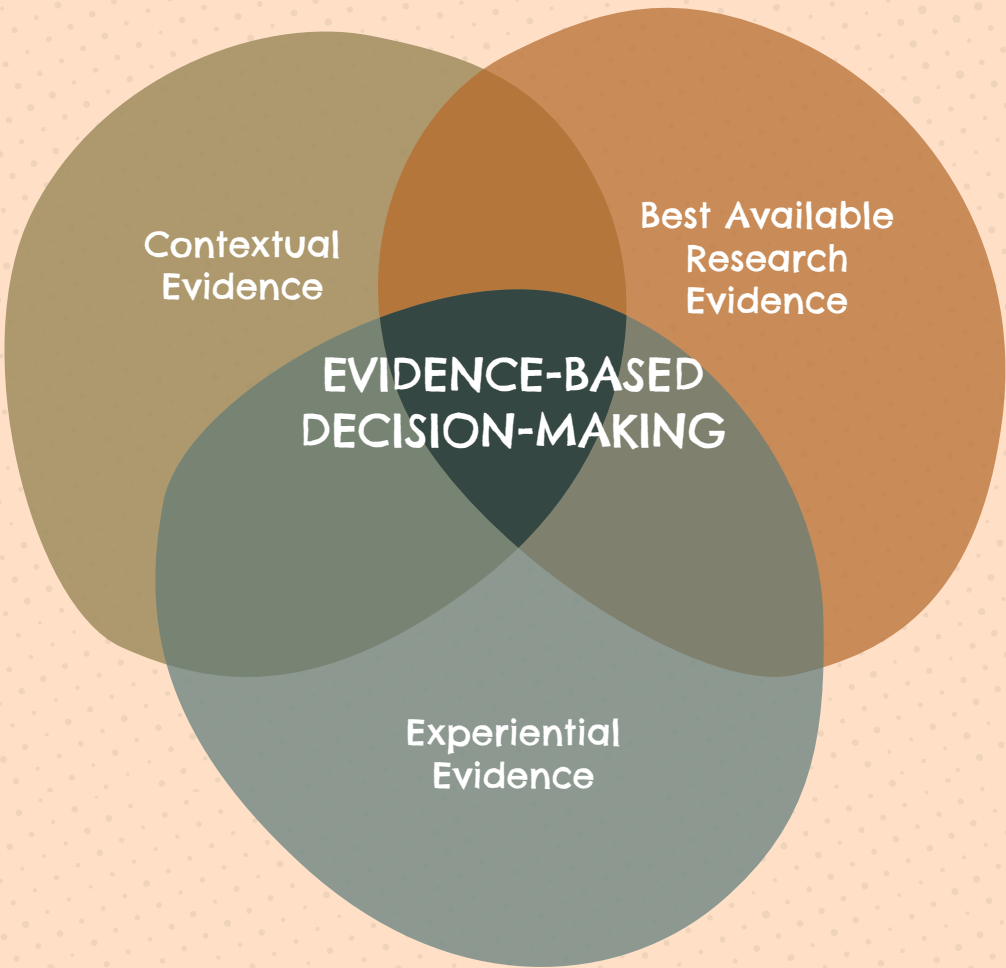 Contextual
Evidence
Best Available
Research
Evidence
EVIDENCE-BASED
DECISION-MAKING
Experiential
Evidence